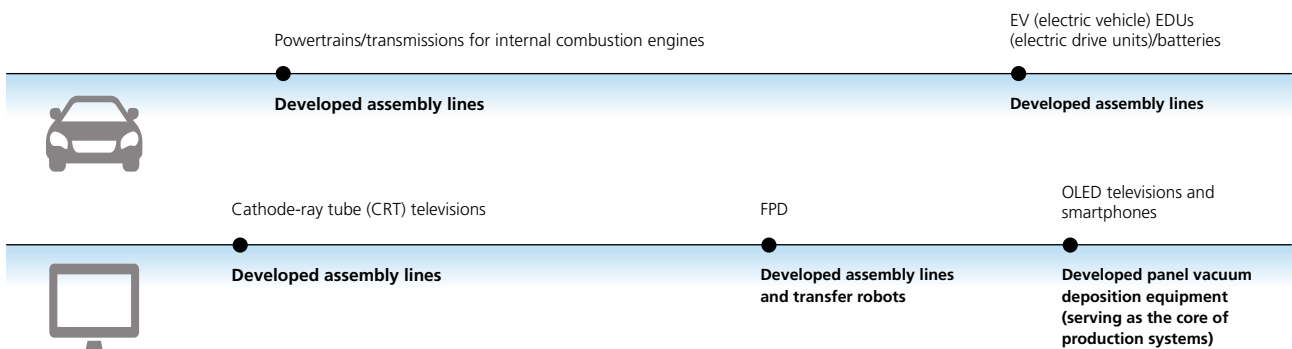 Powertrains/transmissions for internal combustion engines
EV (electric vehicle) EDUs
(electric drive units)/batteries
Developed assembly lines
Developed assembly lines
Cathode-ray tube (CRT) televisions
FPD
OLED televisions and
smartphones
Developed assembly lines
Developed assembly lines
and transfer robots
Developed panel vacuum
deposition equipment
(serving as the core of
production systems)